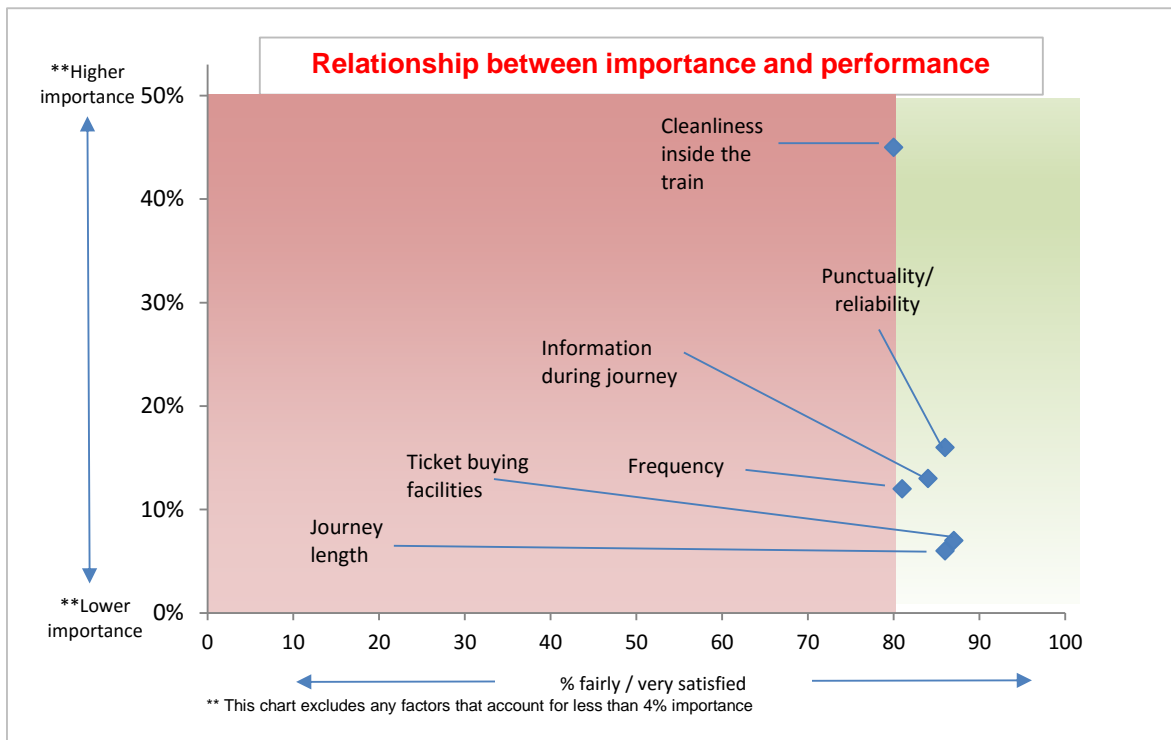 Relationship between importance and performance
**Higher
importance
50%
40%
30%
20%
10%
0%
**Lower
importance
Cleanliness
inside the
train
Punctuality/
reliability
Information
during journey
Ticket buying
facilities
Frequency
Journey
length
0 10 20 30 40 50 60 70 80 90 100
% fairly / very satisfied
** This chart excludes any factors that account for less than 4% importance